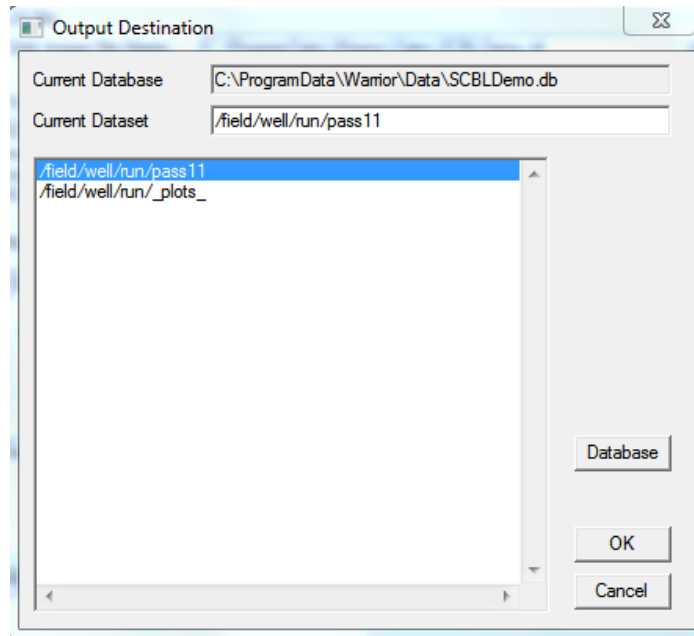 Output Destination
Current Database C:\ProgramData\Warrior\Data\SCBLDemo.db
Current Dataset /field/well/run/pass11
/field/well/run/pass11
/field/well/run/_plots_
Database
OK
Cancel